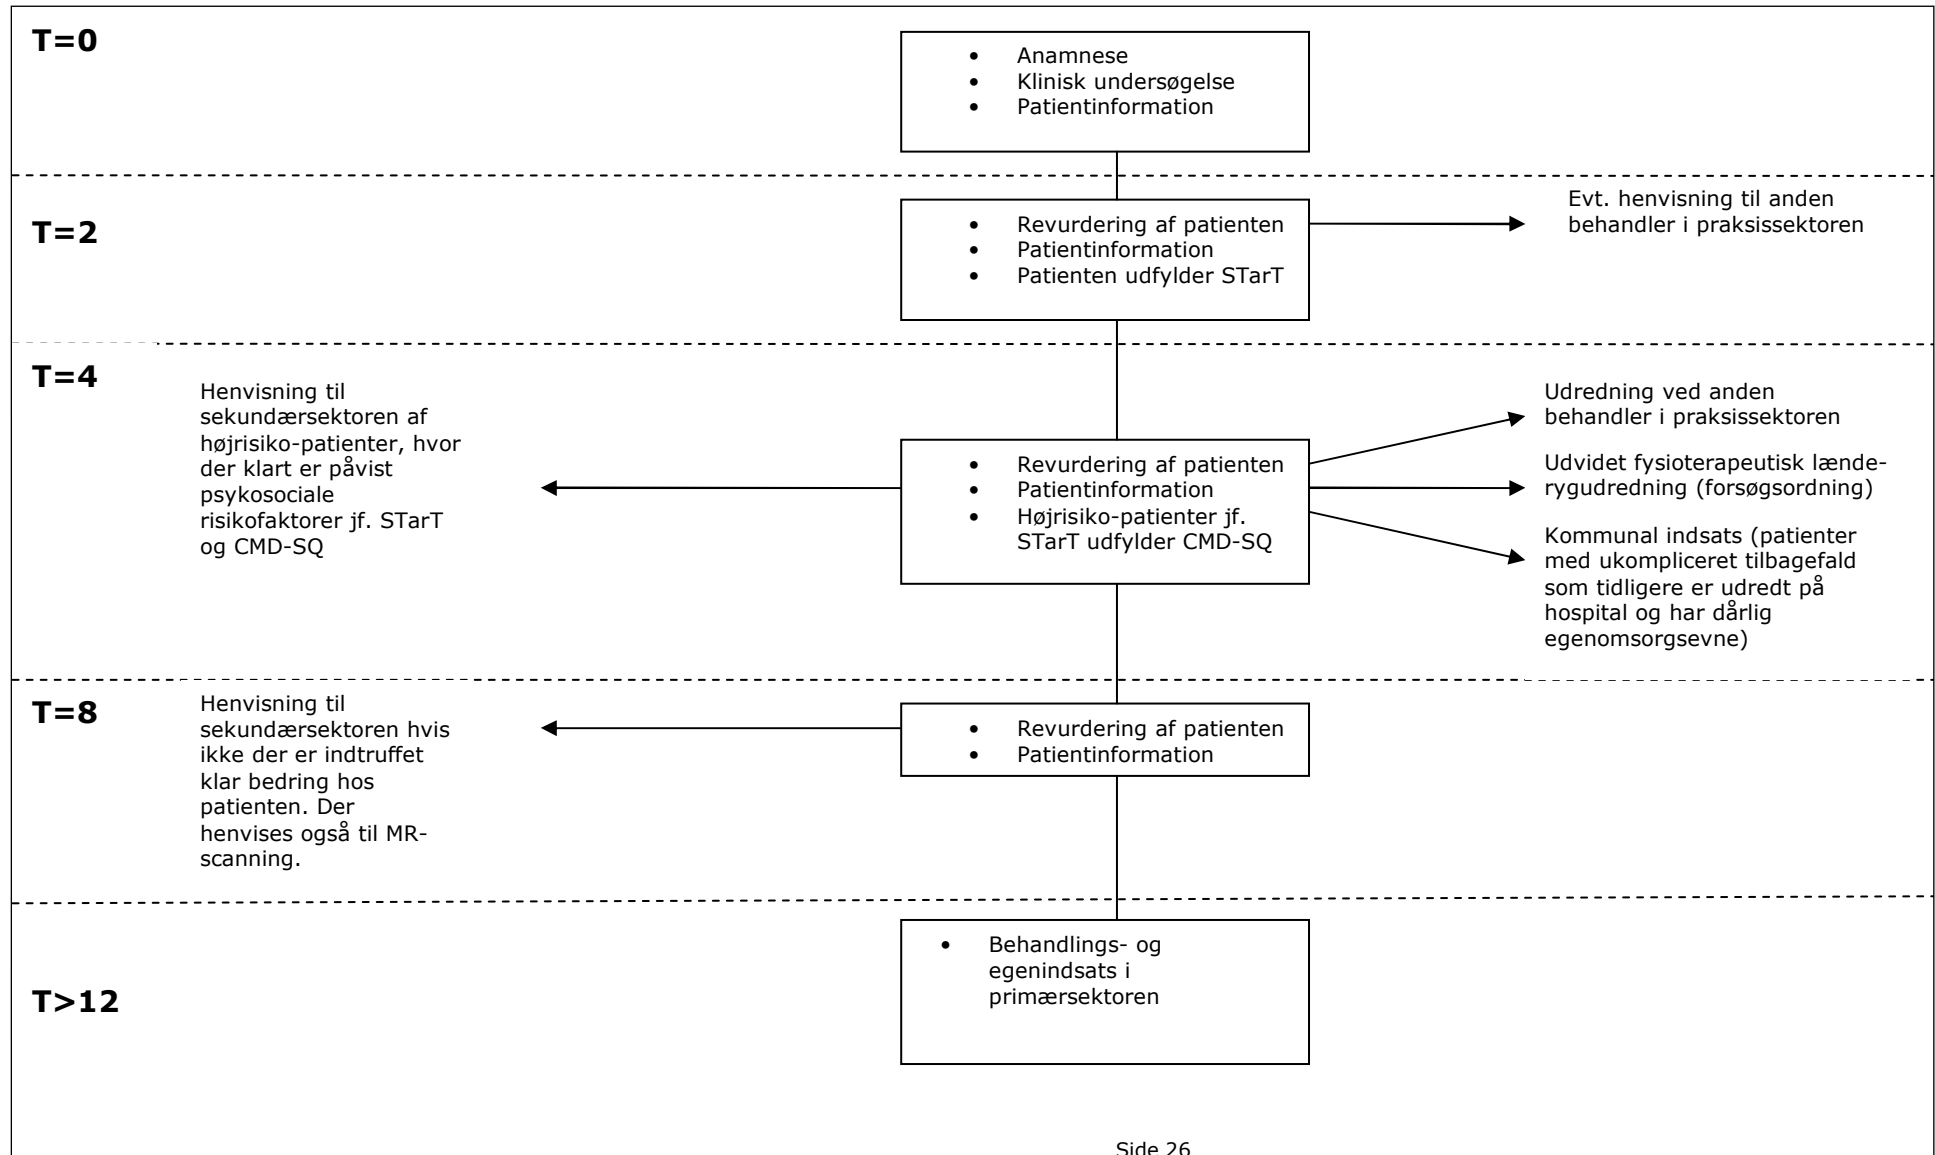 T=0
• Anamnese
• Klinisk undersøgelse
• Patientinformation
T=2
• Revurdering af patienten
• Patientinformation
• Patienten udfylder STarT
Evt. henvisning til anden
behandler i praksissektoren
T=4
Henvisning til
sekundærsektoren af
højrisiko-patienter, hvor
der klart er påvist
psykosociale
risikofaktorer jf. STarT
og CMD-SQ
• Revurdering af patienten
• Patientinformation
• Højrisiko-patienter jf.
STarT udfylder CMD-SQ
Udredning ved anden
behandler i praksissektoren
Udvidet fysioterapeutisk lænde-
rygudredning (forsøgsordning)
Kommunal indsats (patienter
med ukompliceret tilbagefald
som tidligere er udredt på
hospital og har dårlig
egenomsorgsevne)
T=8
Henvisning til
sekundærsektoren hvis
ikke der er indtruffet
klar bedring hos
patienten. Der
henvises også til MR-
scanning.
• Revurdering af patienten
• Patientinformation
T>12
• Behandlings- og
egenindsats i
primærsektoren
Side 26